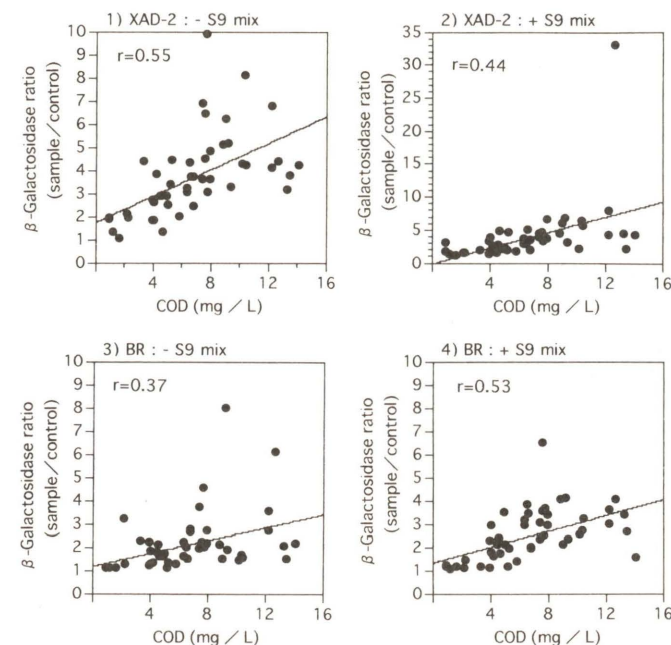 1) XAD-2 : - S9 mix
10
9
8
7
6
5
4
3
2
1
0
r=0.55
β-Galactosidase ratio
(sample/control)
0 4 8 12 16
COD (mg / L)
2) XAD-2 : + S9 mix
35
30
25
20
15
10
5
0
r=0.44
β-Galactosidase ratio
(sample/control)
0 4 8 12 16
COD (mg / L)
3) BR : - S9 mix
10
9
8
7
6
5
4
3
2
1
0
r=0.37
β-Galactosidase ratio
(sample/control)
0 4 8 12 16
COD (mg / L)
4) BR : + S9 mix
10
9
8
7
6
5
4
3
2
1
0
r=0.53
β-Galactosidase ratio
(sample/control)
0 4 8 12 16
COD (mg / L)